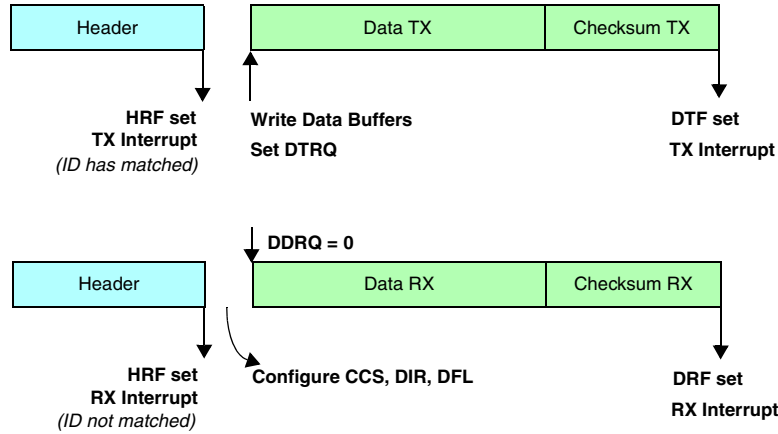 Header
Data TX
Checksum TX
HRF set
TX Interrupt
(ID has matched)
Write Data Buffers
Set DTRQ
DTF set
TX Interrupt
DDRQ = 0
Header
Data RX
Checksum RX
HRF set
RX Interrupt
(ID not matched)
Configure CCS, DIR, DFL
DRF set
RX Interrupt